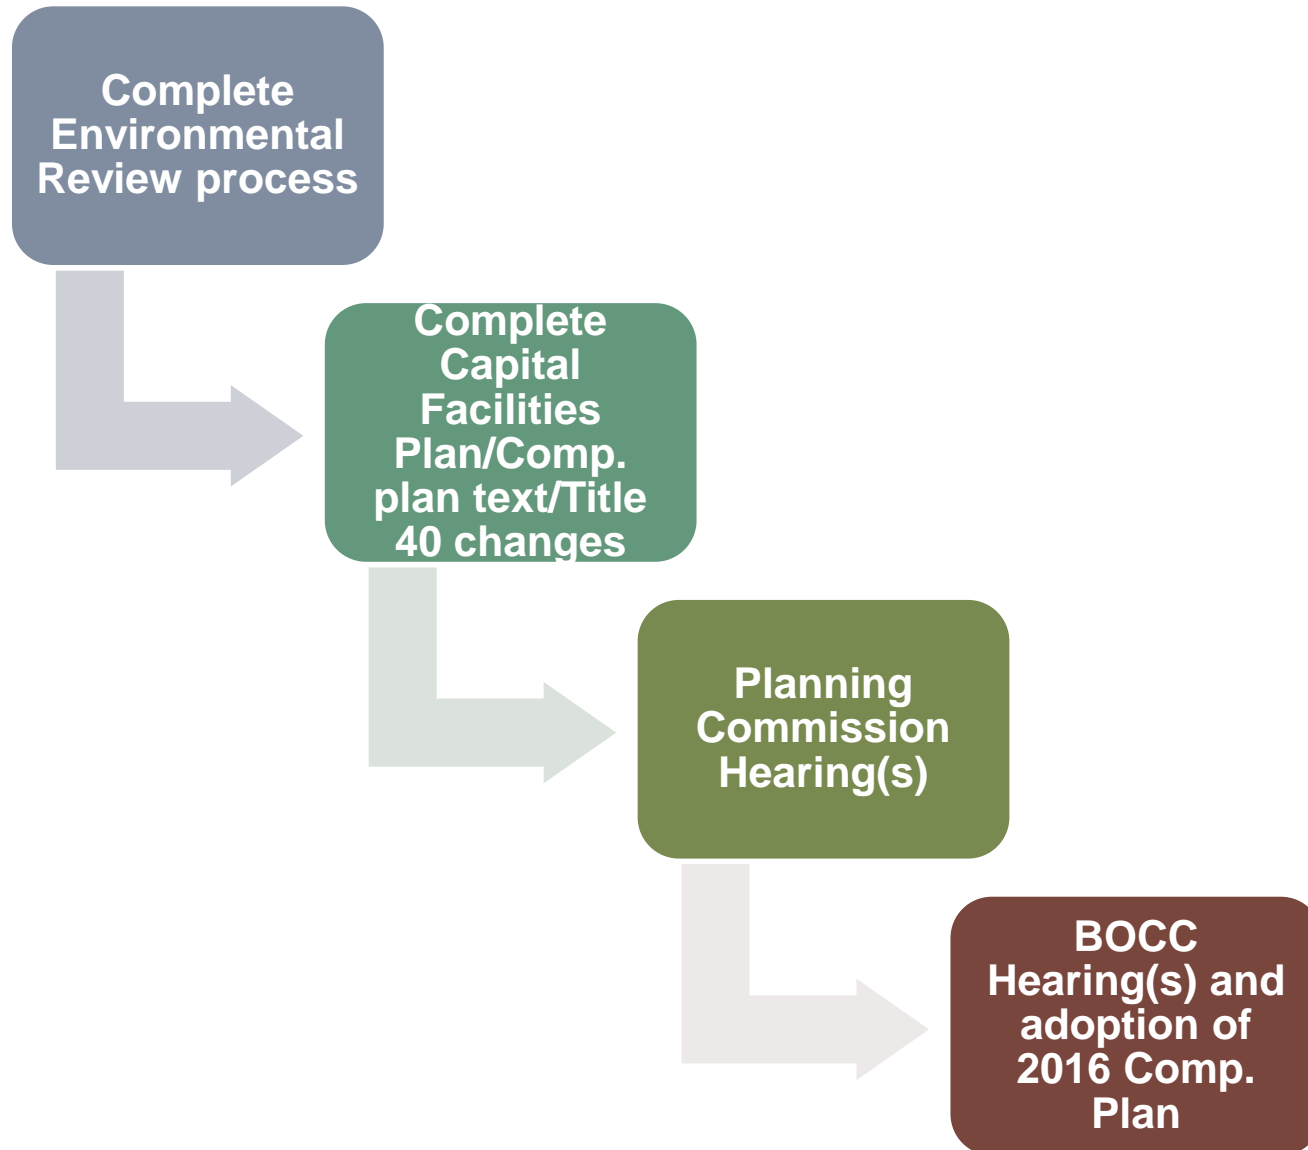 Complete
Environmental
Review process
Complete
Capital
Facilities
Plan/Comp.
plan text/Title
40 changes
Planning
Commission
Hearing(s)
BOCC
Hearing(s) and
adoption of
2016 Comp.
Plan